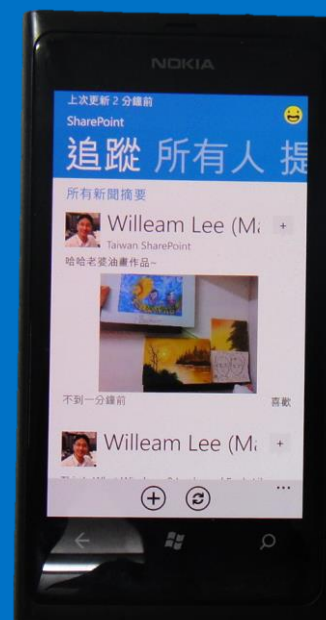 NOKIA
上次更新 2 分鐘前
SharePoint
追蹤 所有人 提
所有新聞摘要
Willeam Lee (Ma
+
Taiwan SharePoint
哈哈老婆油畫作品~
不到一分鐘前
喜歡
Willeam Lee (Ma
+